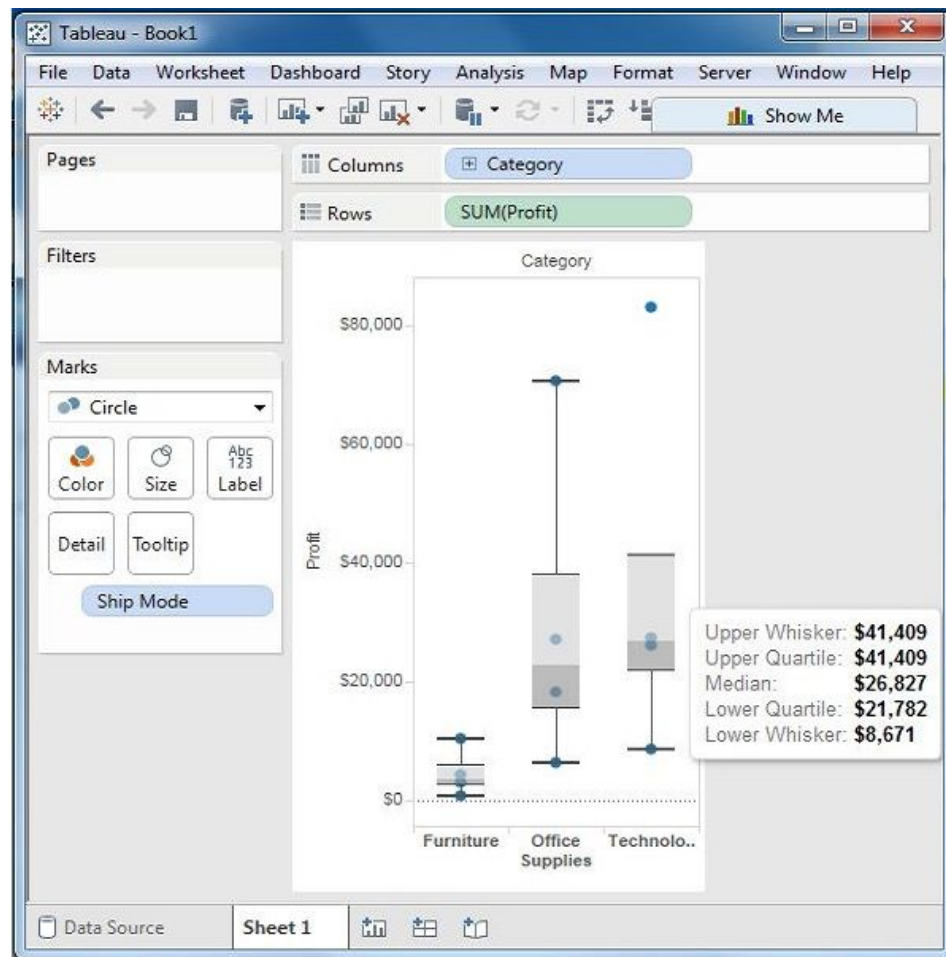 Tableau - Book1
File Data Worksheet Dashboard Story Analysis Map Format Server Window Help
Show Me
Pages
Columns
Category
Rows
SUM(Profit)
Filters
Marks
Circle
Color
Size
Abc
123
Label
Detail
Tooltip
Ship Mode
Category
Profit
$80,000
$60,000
$40,000
$20,000
$0
Furniture
Office
Supplies
Technolo..
Upper Whisker: $41,409
Upper Quartile: $41,409
Median: $26,827
Lower Quartile: $21,782
Lower Whisker: $8,671
Data Source
Sheet 1